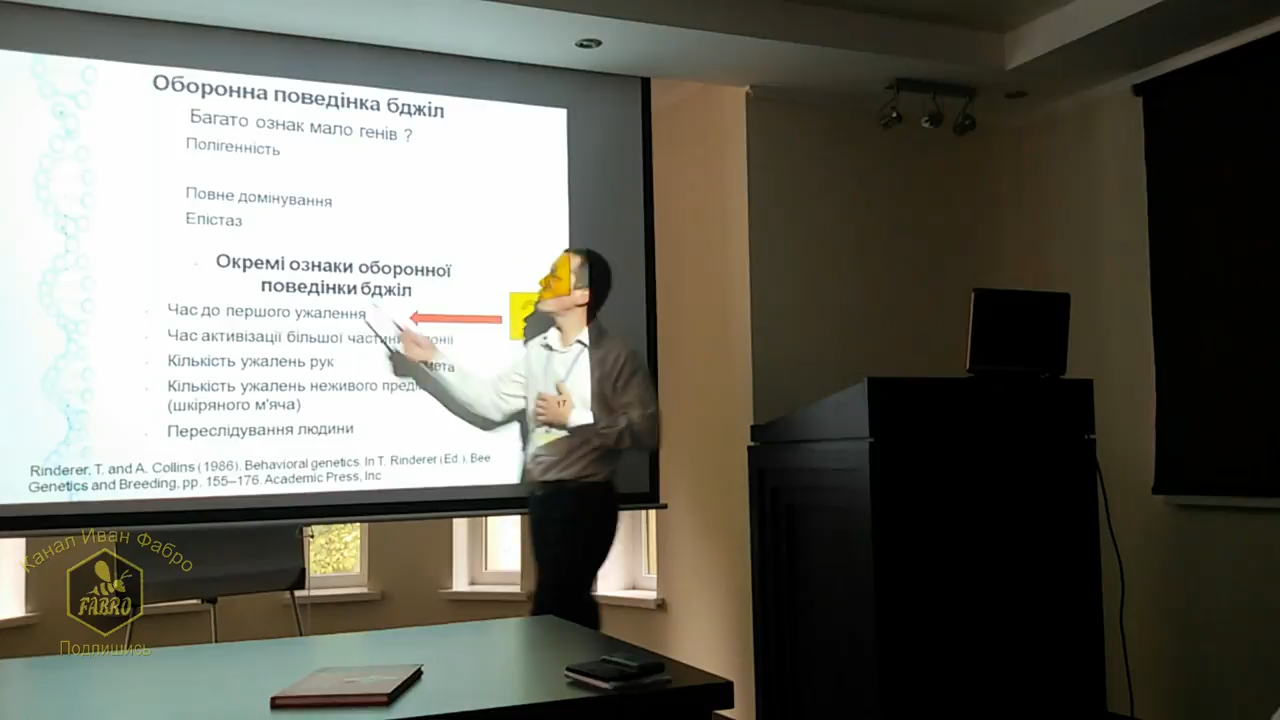 Оборонна поведінка бджіл
Багато ознак мало генів ?
Полігенність
Повне домінування
Епістаз
Окремі ознаки оборонної
поведінки бджіл
Час до першого ужалення
Час активізації більшої частини
Кількість ужалень рук
Кількість ужалень неживого
(шкіряного м'яча)
Переслідування людини
Rinderer, T. and A. Collins (1986). Behavioral genetics. In T. Rinderer (Ed.), Bee
Genetics and Breeding, pp. 155–176. Academic Press, Inc
17
Канал Иван Фабро
FABRO
Подпишись